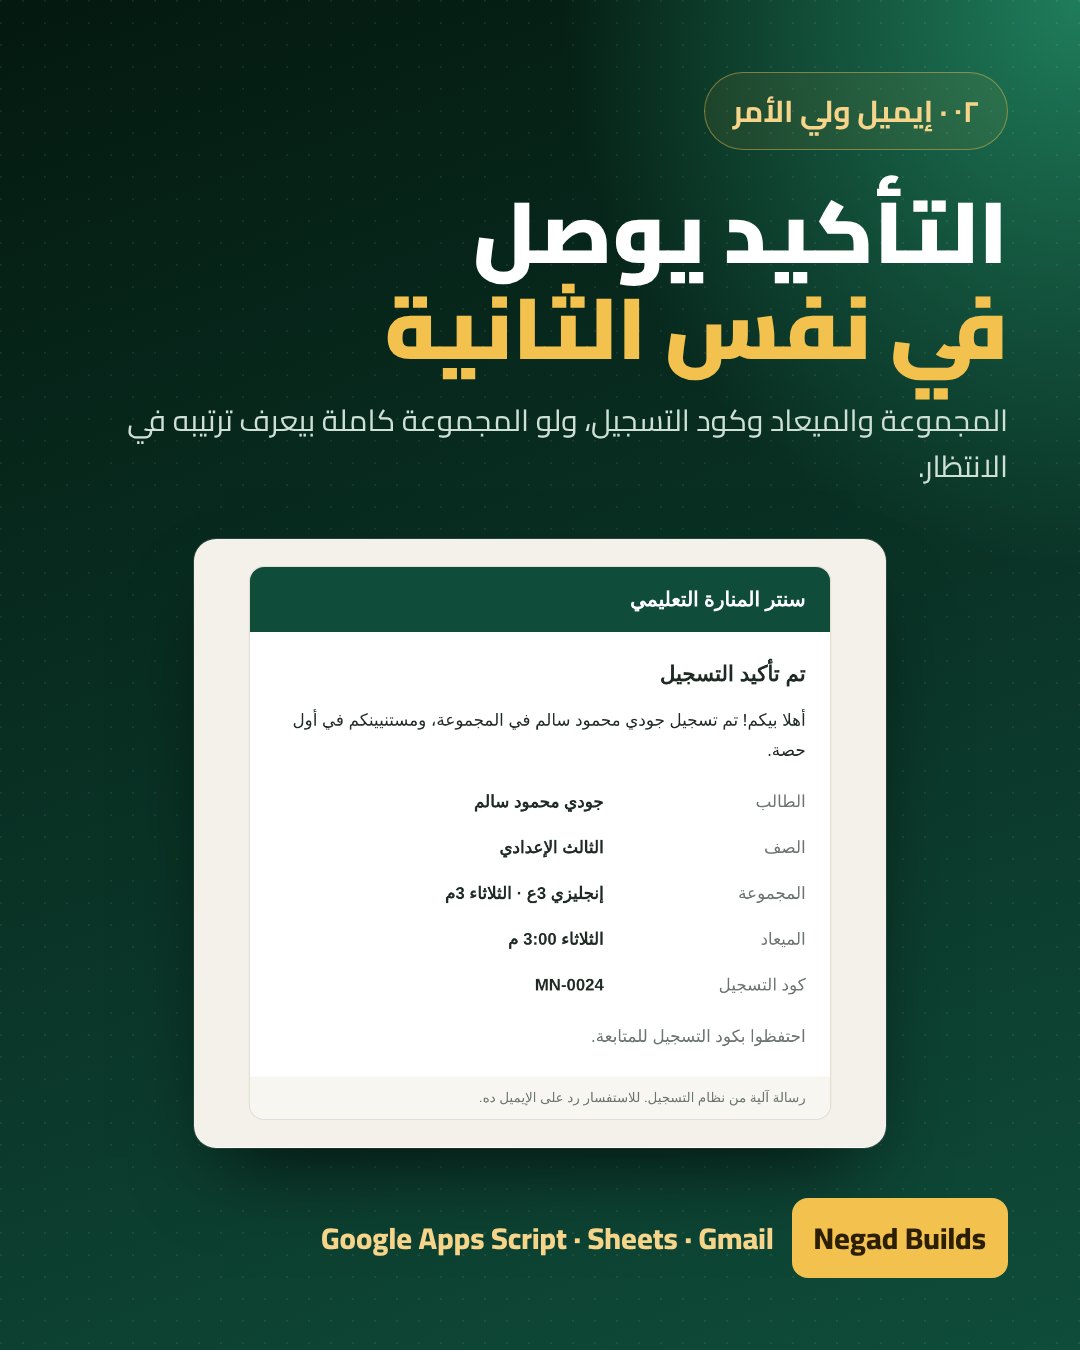 ٠٠٢ إيميل ولي الأمر
التأكيد يوصل
في نفس الثانية
المجموعة والميعاد وكود التسجيل، ولو المجموعة كاملة بيعرف ترتيبه في
الانتظار.
سنتر المنارة التعليمي
تم تأكيد التسجيل
أهلا بيكم! تم تسجيل جودي محمود سالم في المجموعة، ومستنيينكم في أول
حصة.
الطالب جودي محمود سالم
الصف الثالث الإعدادي
المجموعة إنجليزي 3ع · الثلاثاء 3م
الميعاد الثلاثاء 3:00 م
كود التسجيل MN-0024
احتفظوا بكود التسجيل للمتابعة.
رسالة آلية من نظام التسجيل. للاستفسار رد على الإيميل ده.
Negad Builds Google Apps Script · Sheets · Gmail